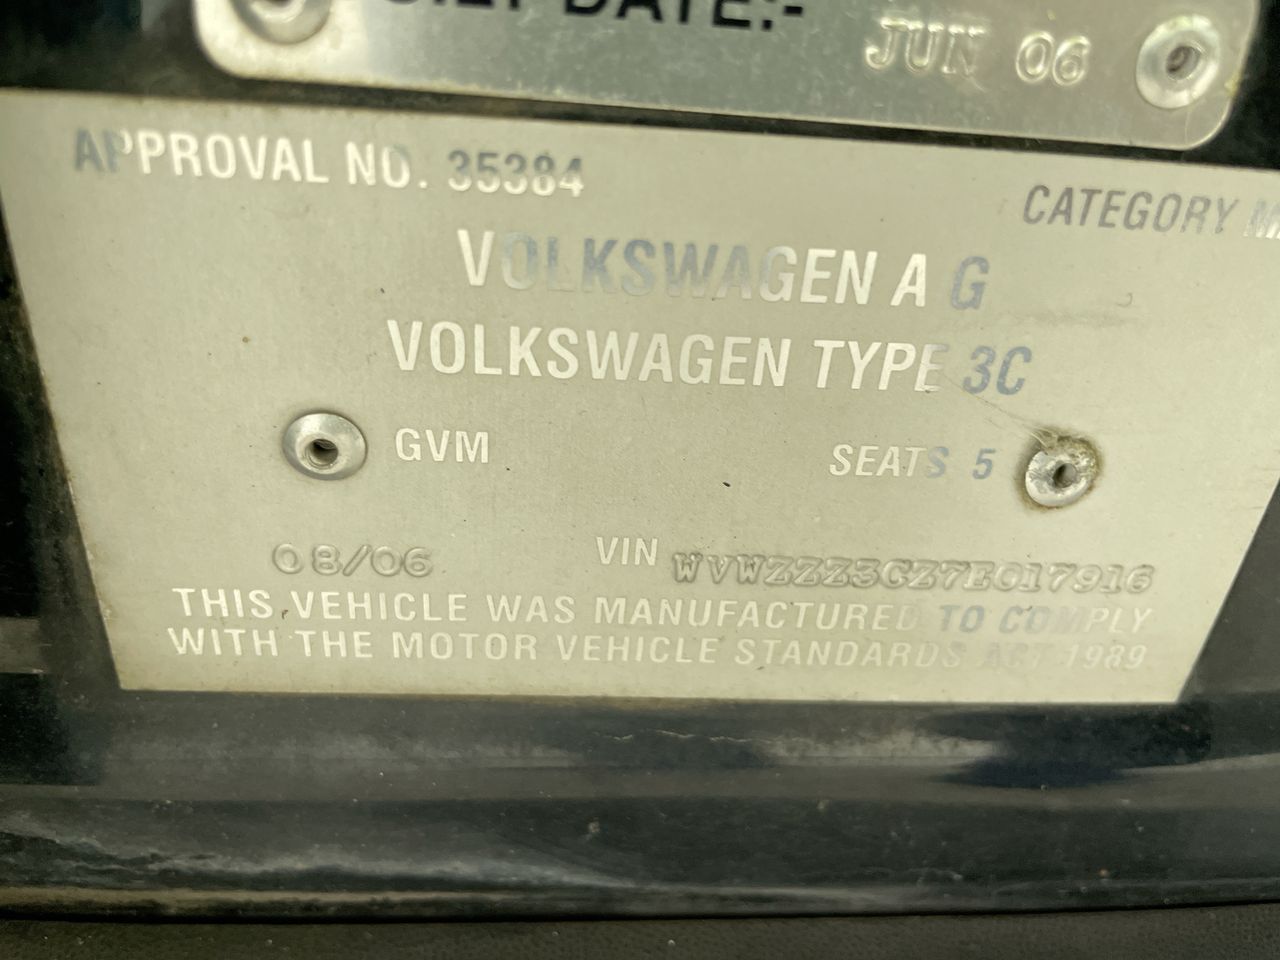 DATE:-
JUN 06
APPROVAL NO. 35384
CATEGORY
VOLKSWAGEN A G
VOLKSWAGEN TYPE 3C
GVM
SEATS 5
08/06
VIN WVWZZZ3CZ7E017916
THIS VEHICLE WAS MANUFACTURED TO COMPLY
WITH THE MOTOR VEHICLE STANDARDS ACT 1989